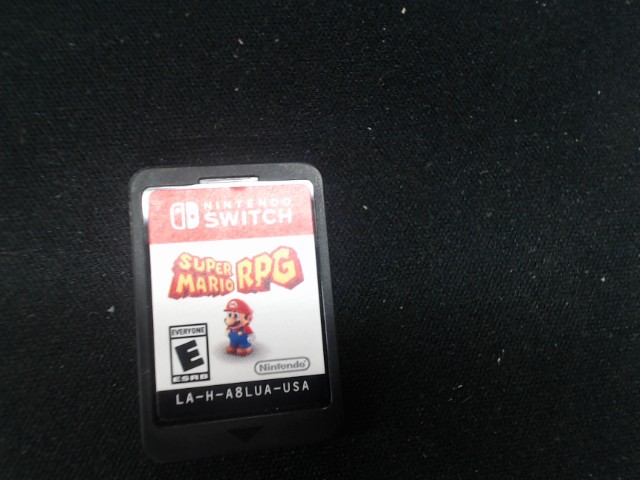 NINTENDO
SWITCH
SUPER
MARIO RPG
EVERYONE
E
ESRB
Nintendo
LA-H-A8LUA-USA